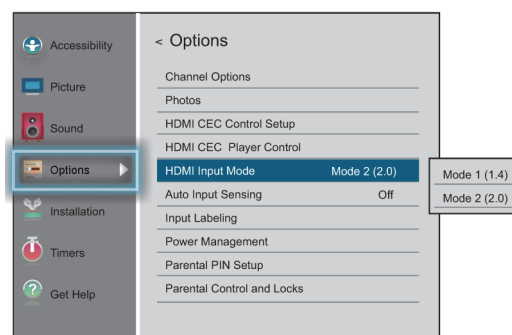 Accessibility
Picture
Sound
Options
Installation
Timers
Get Help
< Options
Channel Options
Photos
HDMI CEC Control Setup
HDMI CEC  Player Control
HDMI Input Mode Mode 2 (2.0)
Auto Input Sensing Off
Input Labeling
Power Management
Parental PIN Setup
Parental Control and Locks
Mode 1 (1.4)
Mode 2 (2.0)